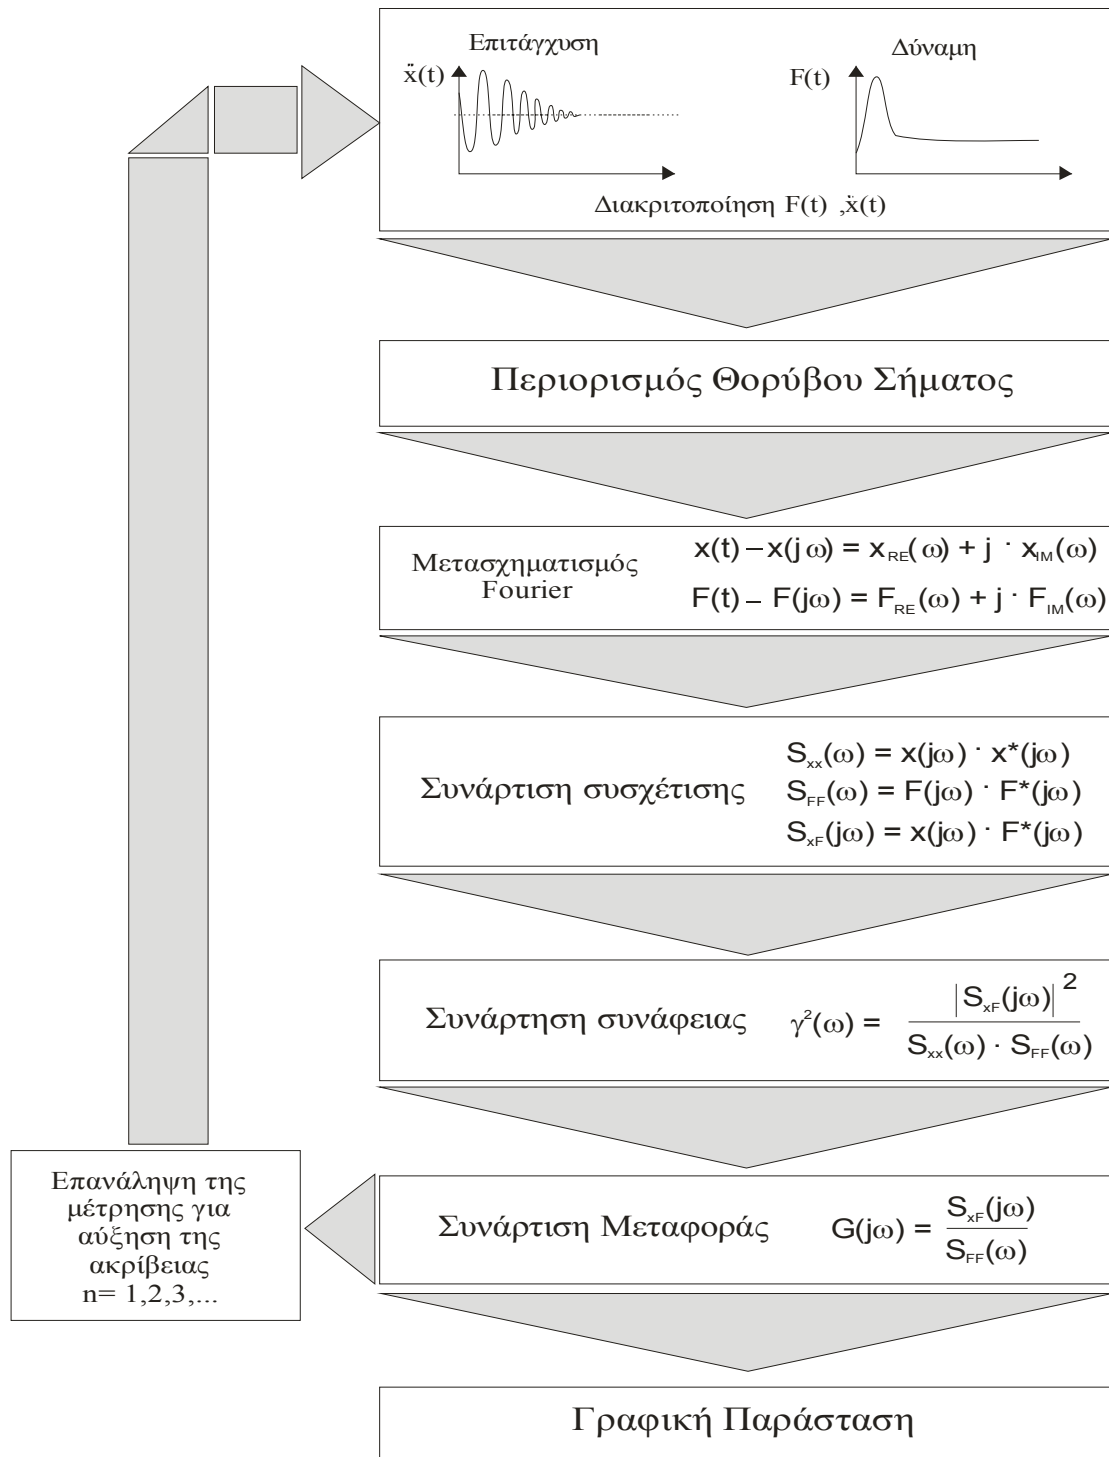 Επιτάγχυση
ẍ(t)
Δύναμη
F(t)
Διακριτοποίηση F(t) ,ẍ(t)
Περιορισμός Θορύβου Σήματος
Μετασχηματισμός
Fourier
x(t) – x(jω) = x_RE(ω) + j · x_IM(ω)
F(t) – F(jω) = F_RE(ω) + j · F_IM(ω)
Συνάρτιση συσχέτισης
S_xx(ω) = x(jω) · x*(jω)
S_FF(ω) = F(jω) · F*(jω)
S_xF(jω) = x(jω) · F*(jω)
Συνάρτηση συνάφειας
γ²(ω) = |S_xF(jω)|² / S_xx(ω) · S_FF(ω)
Συνάρτιση Μεταφοράς
G(jω) = S_xF(jω) / S_FF(ω)
Επανάληψη της
μέτρησης για
αύξηση της
ακρίβειας
n= 1,2,3,...
Γραφική Παράσταση